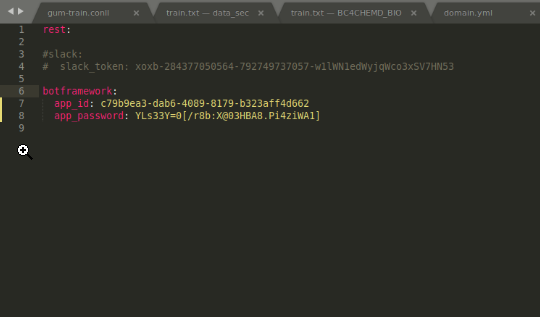 gum-train.conll × train.txt — data_sec × train.txt — BC4CHEMD_BIO × domain.yml ×
1 rest:
2
3 #slack:
4 #  slack_token: xoxb-284377050564-792749737057-w1lWN1edWyjqWco3xSV7HN53
5
6 botframework:
7   app_id: c79b9ea3-dab6-4089-8179-b323aff4d662
8   app_password: YLs33Y=0[/r8b:X@03HBA8.Pi4ziWA1]
9